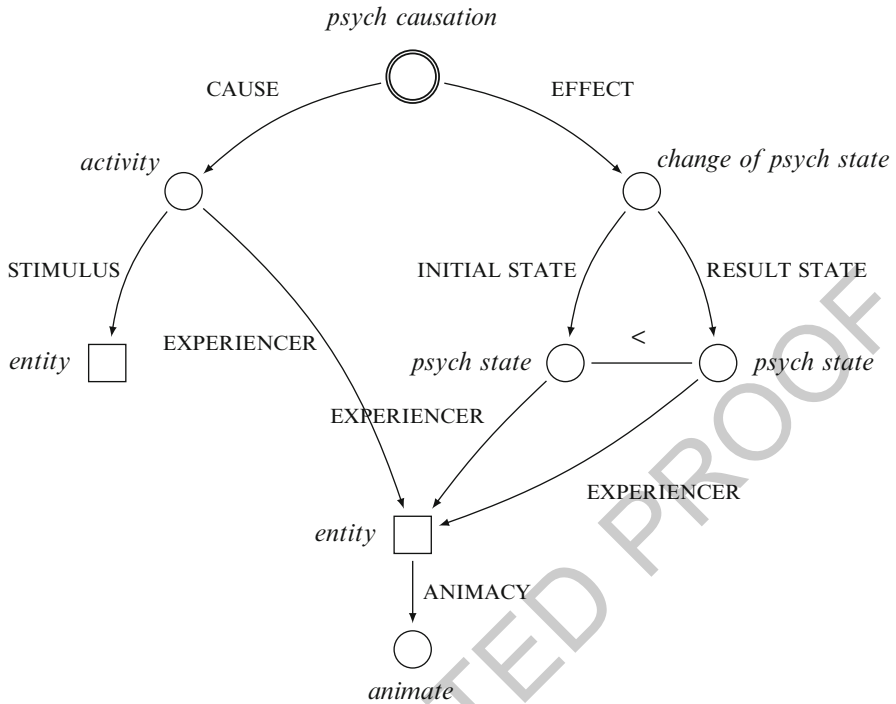 psych causation
CAUSE
EFFECT
activity
change of psych state
STIMULUS
INITIAL STATE
RESULT STATE
EXPERIENCER
<
entity
psych state
psych state
EXPERIENCER
EXPERIENCER
entity
ANIMACY
animate
TED PROOF